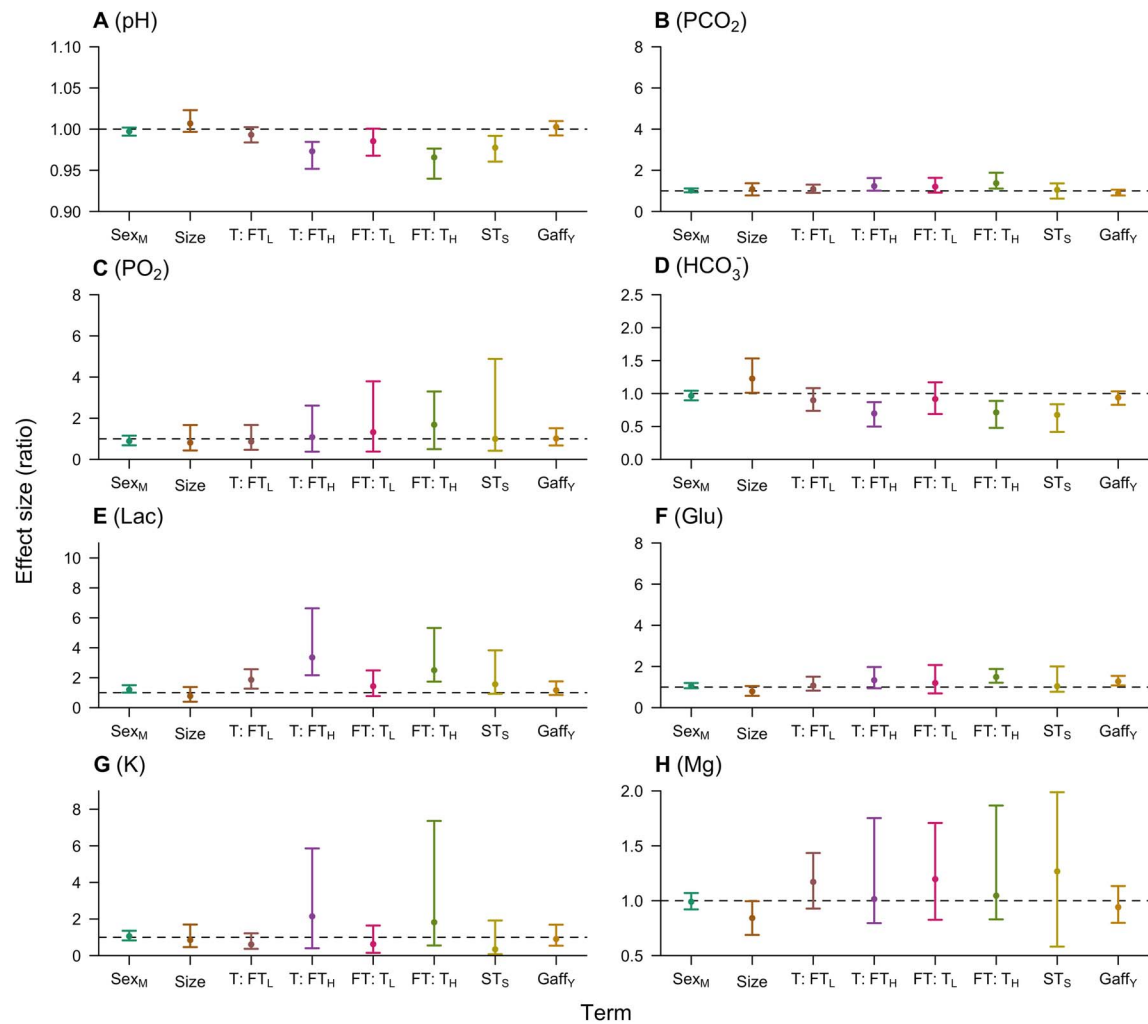 A (pH)
1.10
1.05
1.00
0.95
0.90
Sex_M Size T: FT_L T: FT_H FT: T_L FT: T_H ST_S Gaff_Y
B (PCO₂)
8
6
4
2
0
Sex_M Size T: FT_L T: FT_H FT: T_L FT: T_H ST_S Gaff_Y
C (PO₂)
8
6
4
2
0
Sex_M Size T: FT_L T: FT_H FT: T_L FT: T_H ST_S Gaff_Y
D (HCO₃⁻)
2.5
2.0
1.5
1.0
0.5
0.0
Sex_M Size T: FT_L T: FT_H FT: T_L FT: T_H ST_S Gaff_Y
E (Lac)
10
8
6
4
2
0
Sex_M Size T: FT_L T: FT_H FT: T_L FT: T_H ST_S Gaff_Y
F (Glu)
8
6
4
2
0
Sex_M Size T: FT_L T: FT_H FT: T_L FT: T_H ST_S Gaff_Y
G (K)
8
6
4
2
0
Sex_M Size T: FT_L T: FT_H FT: T_L FT: T_H ST_S Gaff_Y
H (Mg)
2.0
1.5
1.0
0.5
Sex_M Size T: FT_L T: FT_H FT: T_L FT: T_H ST_S Gaff_Y
Effect size (ratio)
Term